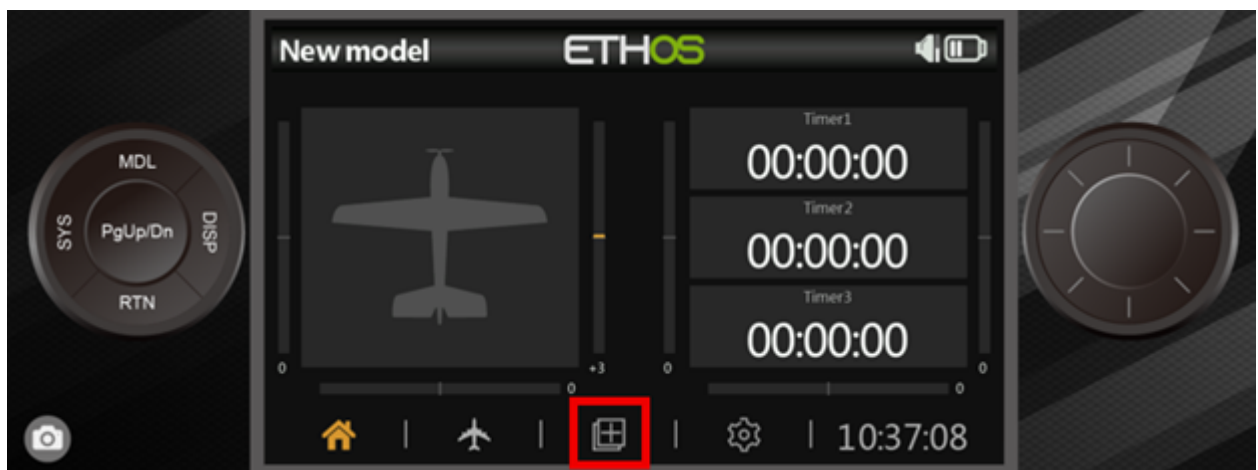 New model ETHOS
MDL
SYS PgUp/Dn DISP
RTN
Timer1
00:00:00
Timer2
00:00:00
Timer3
00:00:00
0 +3 0 0
0 0
10:37:08